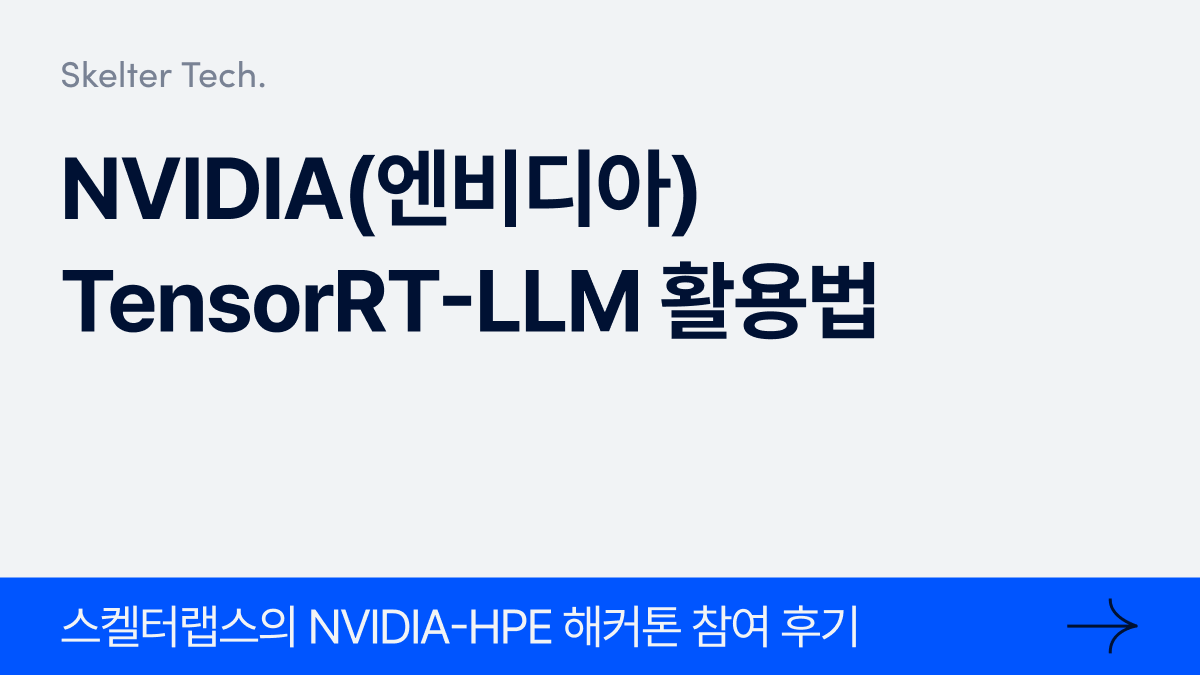 Skelter Tech.
NVIDIA(엔비디아)
TensorRT-LLM 활용법
스켈터랩스의 NVIDIA-HPE 해커톤 참여 후기